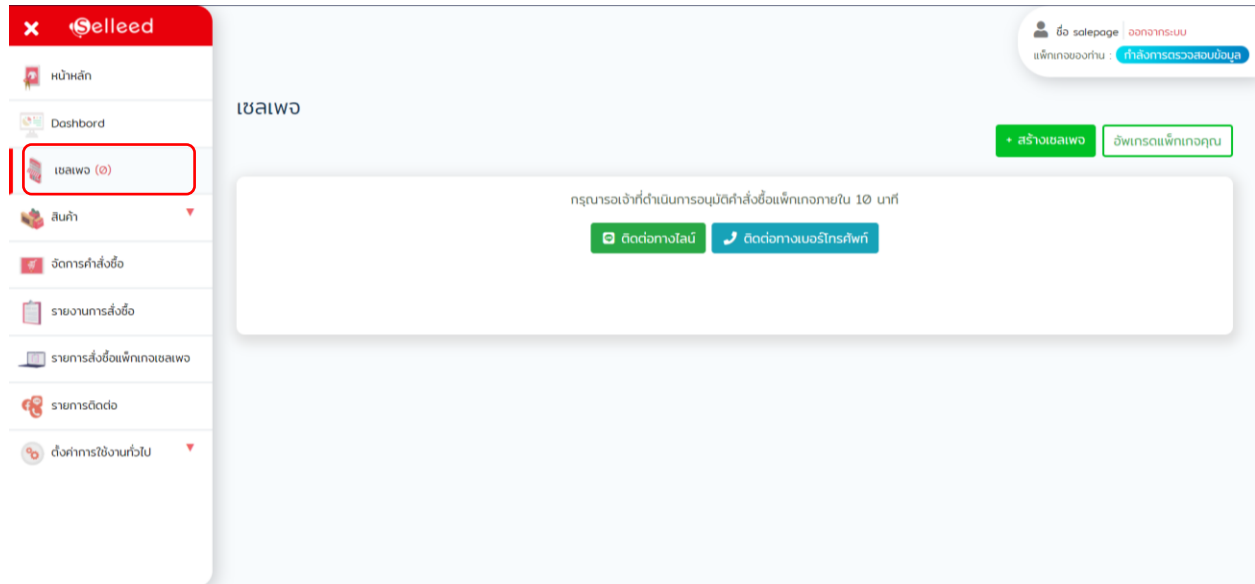 Selleed
หน้าหลัก
Dashbord
เซลเพจ (0)
สินค้า
จัดการคำสั่งซื้อ
รายงานการสั่งซื้อ
รายการสั่งซื้อแพ็กเกจเซลเพจ
รายการติดต่อ
ตั้งค่าการใช้งานทั่วไป
ชื่อ salepage ออกจากระบบ
แพ็กเกจของท่าน : กำลังการตรวจสอบข้อมูล
เซลเพจ
+ สร้างเซลเพจ
อัพเกรดแพ็กเกจคุณ
กรุณารอเจ้าที่ดำเนินการอนุมัติคำสั่งซื้อแพ็กเกจภายใน 10 นาที
ติดต่อทางไลน์
ติดต่อทางเบอร์โทรศัพท์